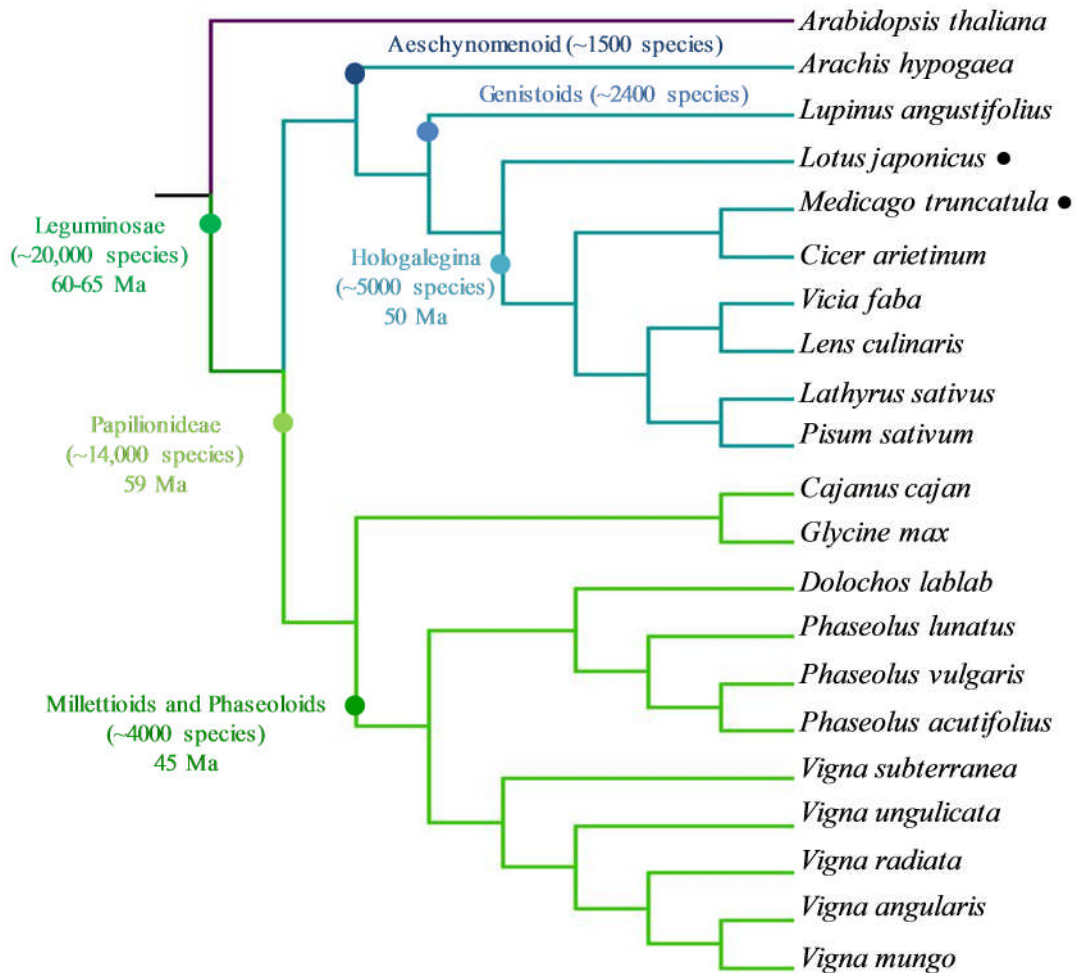 Arabidopsis thaliana
Aeschynomenoid (~1500 species)
Arachis hypogaea
Genistoids (~2400 species)
Lupinus angustifolius
Lotus japonicus ●
Medicago truncatula ●
Leguminosae
(~20,000 species)
60-65 Ma
Hologalegina
(~5000 species)
50 Ma
Cicer arietinum
Vicia faba
Lens culinaris
Lathyrus sativus
Pisum sativum
Papilionideae
(~14,000 species)
59 Ma
Cajanus cajan
Glycine max
Dolochos lablab
Phaseolus lunatus
Phaseolus vulgaris
Phaseolus acutifolius
Millettioids and Phaseoloids
(~4000 species)
45 Ma
Vigna subterranea
Vigna ungulicata
Vigna radiata
Vigna angularis
Vigna mungo